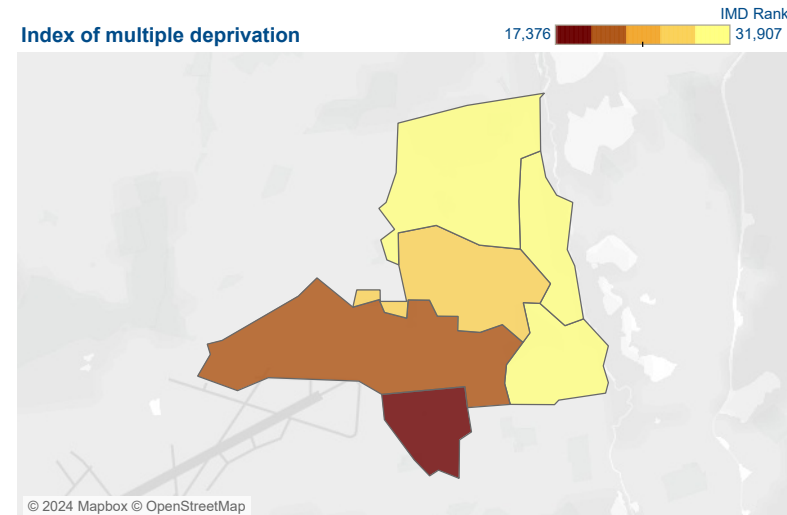 IMD Rank
Index of multiple deprivation
17,376
31,907
© 2024 Mapbox © OpenStreetMap